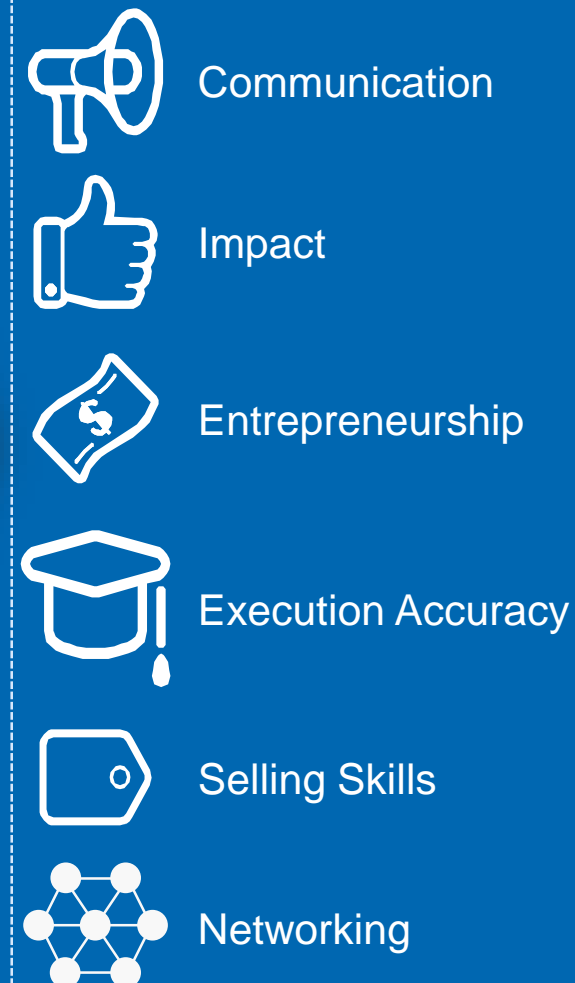 Communication
Impact
$
Entrepreneurship
Execution Accuracy
Selling Skills
Networking